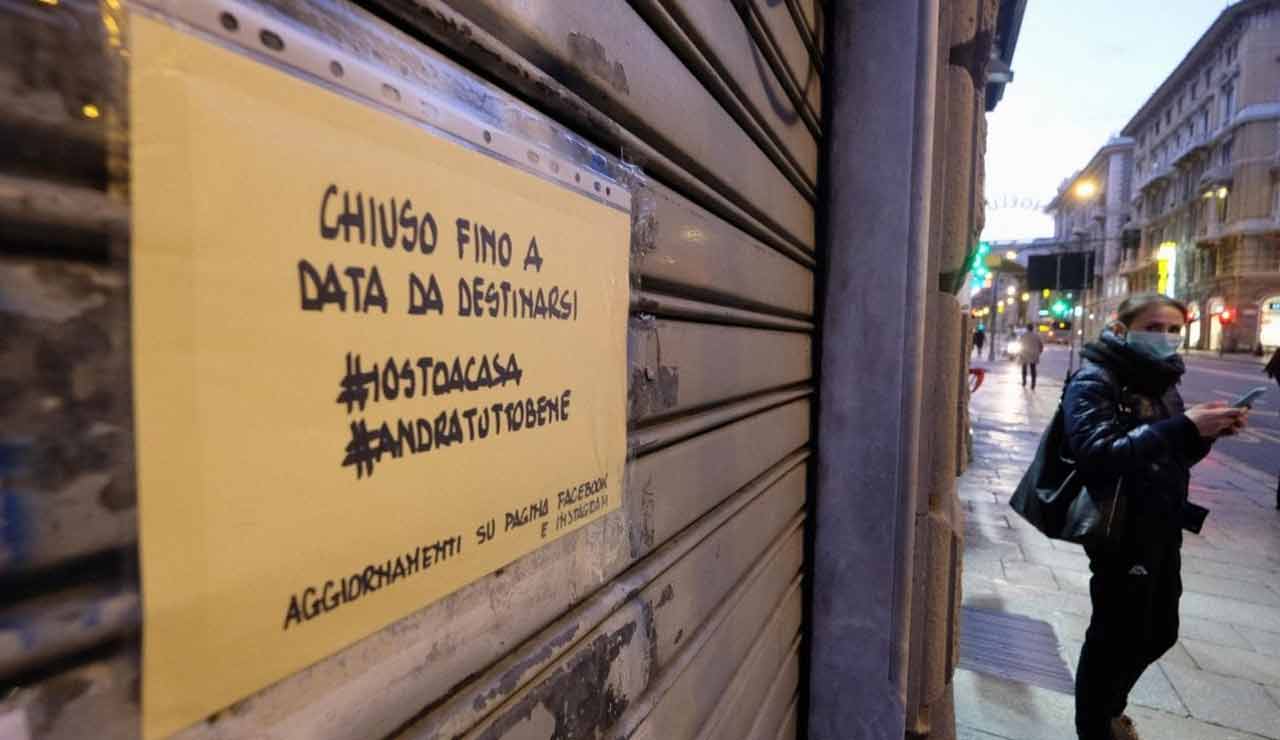 CHIUSO FINO A
DATA DA DESTINARSI
#IOSTOACASA
#ANDRATUTTOBENE
AGGIORNAMENTI SU PAGINA FACEBOOK
E INSTAGRAM